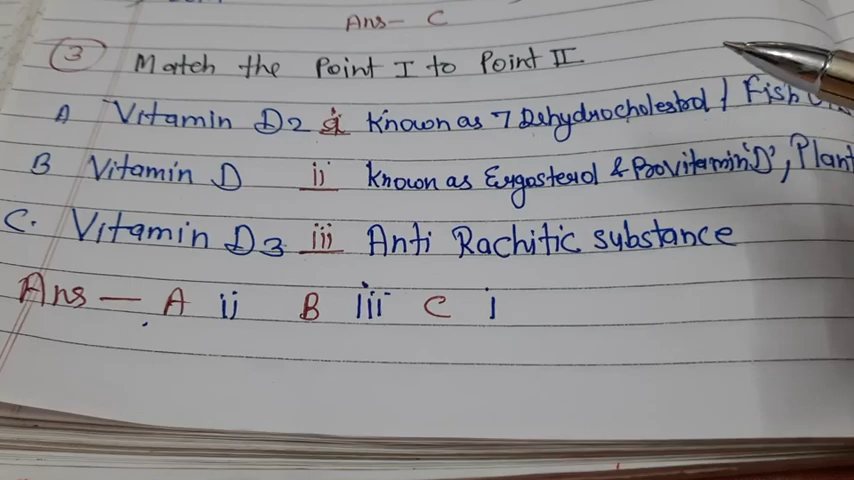 Ans- C
3 Match the Point I to Point II
A Vitamin D2 i Known as 7 Dehydrocholestrol / Fish
B Vitamin D ii known as Ergosterol & Provitamin 'D', Plant
C. Vitamin D3 iii Anti Rachitic substance
Ans — A ii B iii C i